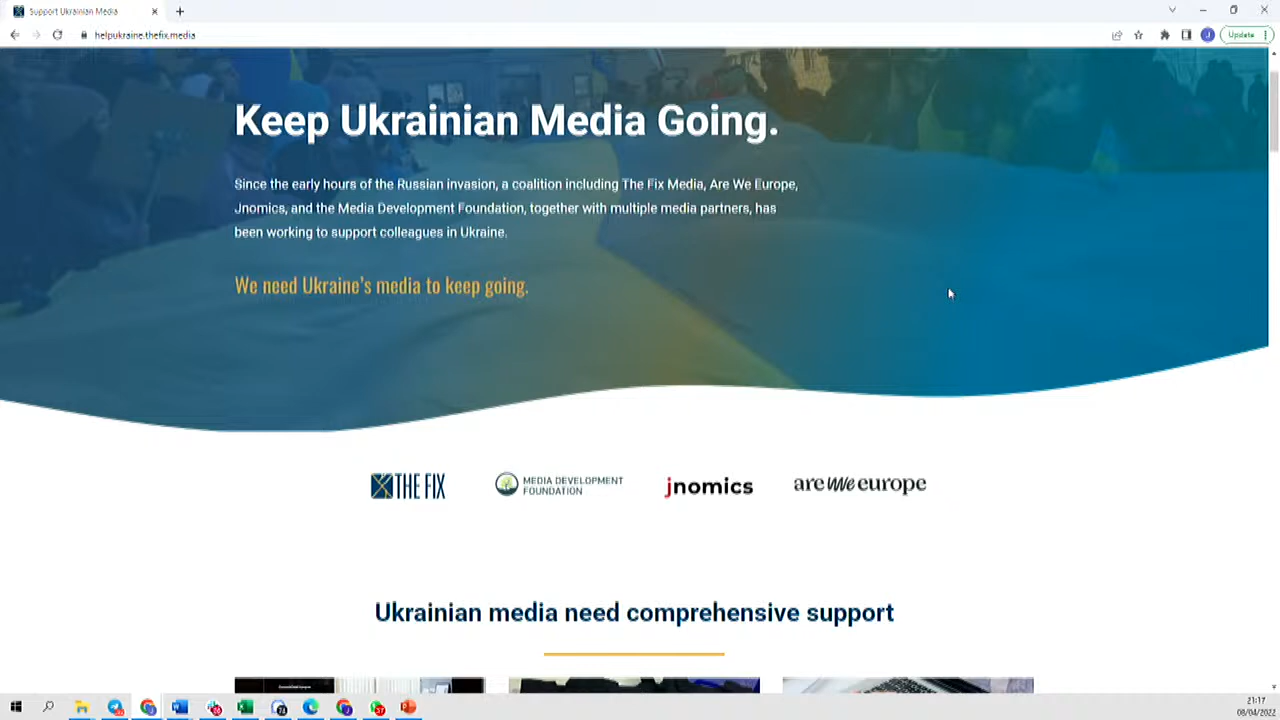 Support Ukrainian Media
helpukraine.thefix.media
Update
Keep Ukrainian Media Going.
Since the early hours of the Russian invasion, a coalition including The Fix Media, Are We Europe,
Jnomics, and the Media Development Foundation, together with multiple media partners, has
been working to support colleagues in Ukraine.
We need Ukraine's media to keep going.
THE FIX
MEDIA DEVELOPMENT
FOUNDATION
jnomics
are we europe
Ukrainian media need comprehensive support
21:17
08/04/2022